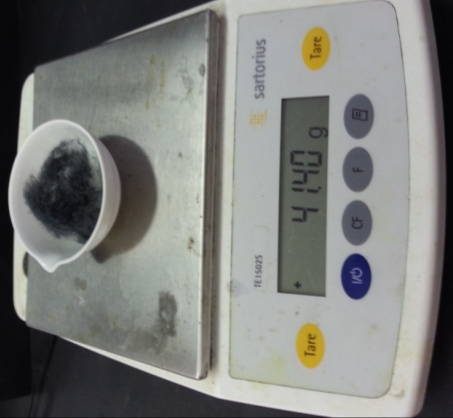 sartorius
Tare
+ 41.40 g
F
CF
I/⏻
TE1502S
Tare